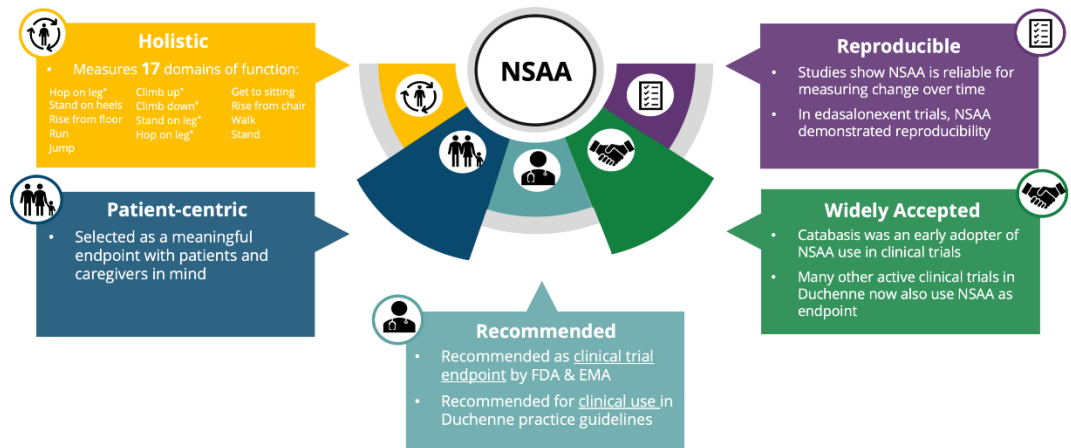 Holistic
• Measures 17 domains of function:
Hop on leg*
Stand on heels
Rise from floor
Run
Jump
Climb up*
Climb down*
Stand on leg*
Hop on leg*
Get to sitting
Rise from chair
Walk
Stand
NSAA
Reproducible
• Studies show NSAA is reliable for
measuring change over time
• In edasalonexent trials, NSAA
demonstrated reproducibility
Patient-centric
• Selected as a meaningful
endpoint with patients and
caregivers in mind
Widely Accepted
• Catabasis was an early adopter of
NSAA use in clinical trials
• Many other active clinical trials in
Duchenne now also use NSAA as
endpoint
Recommended
• Recommended as clinical trial
endpoint by FDA & EMA
• Recommended for clinical use in
Duchenne practice guidelines